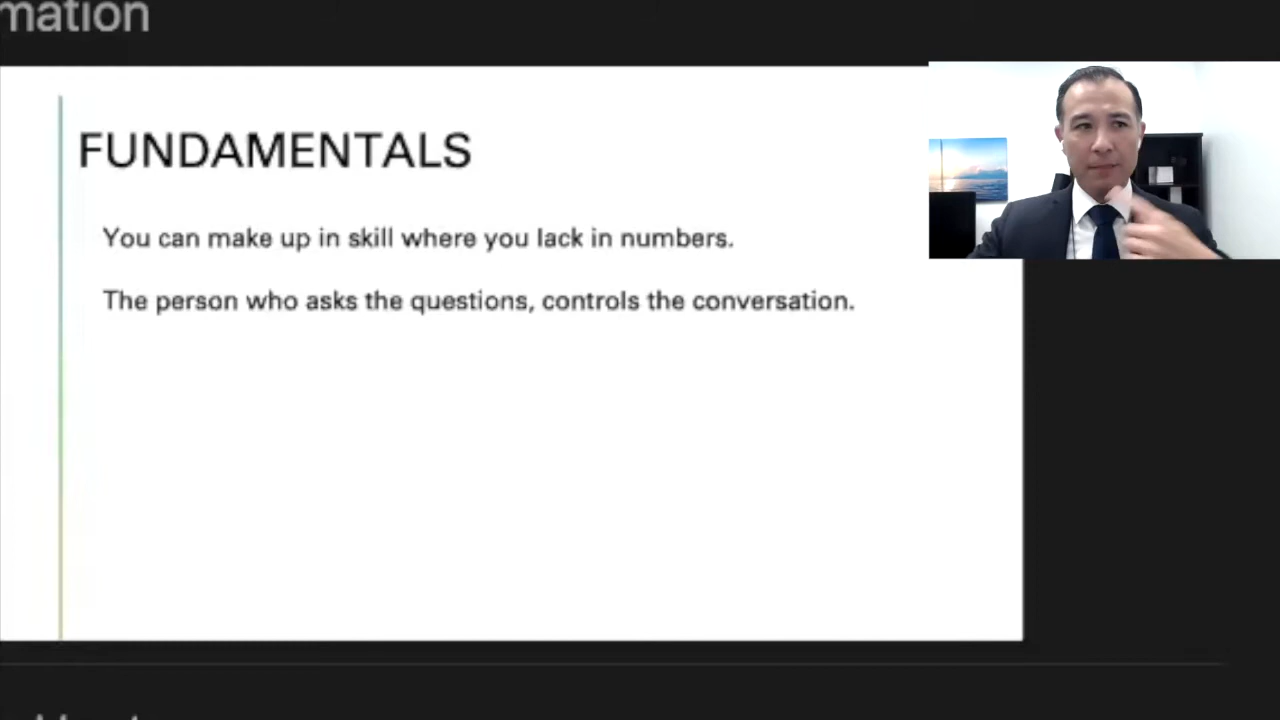 mation
FUNDAMENTALS
You can make up in skill where you lack in numbers.
The person who asks the questions, controls the conversation.